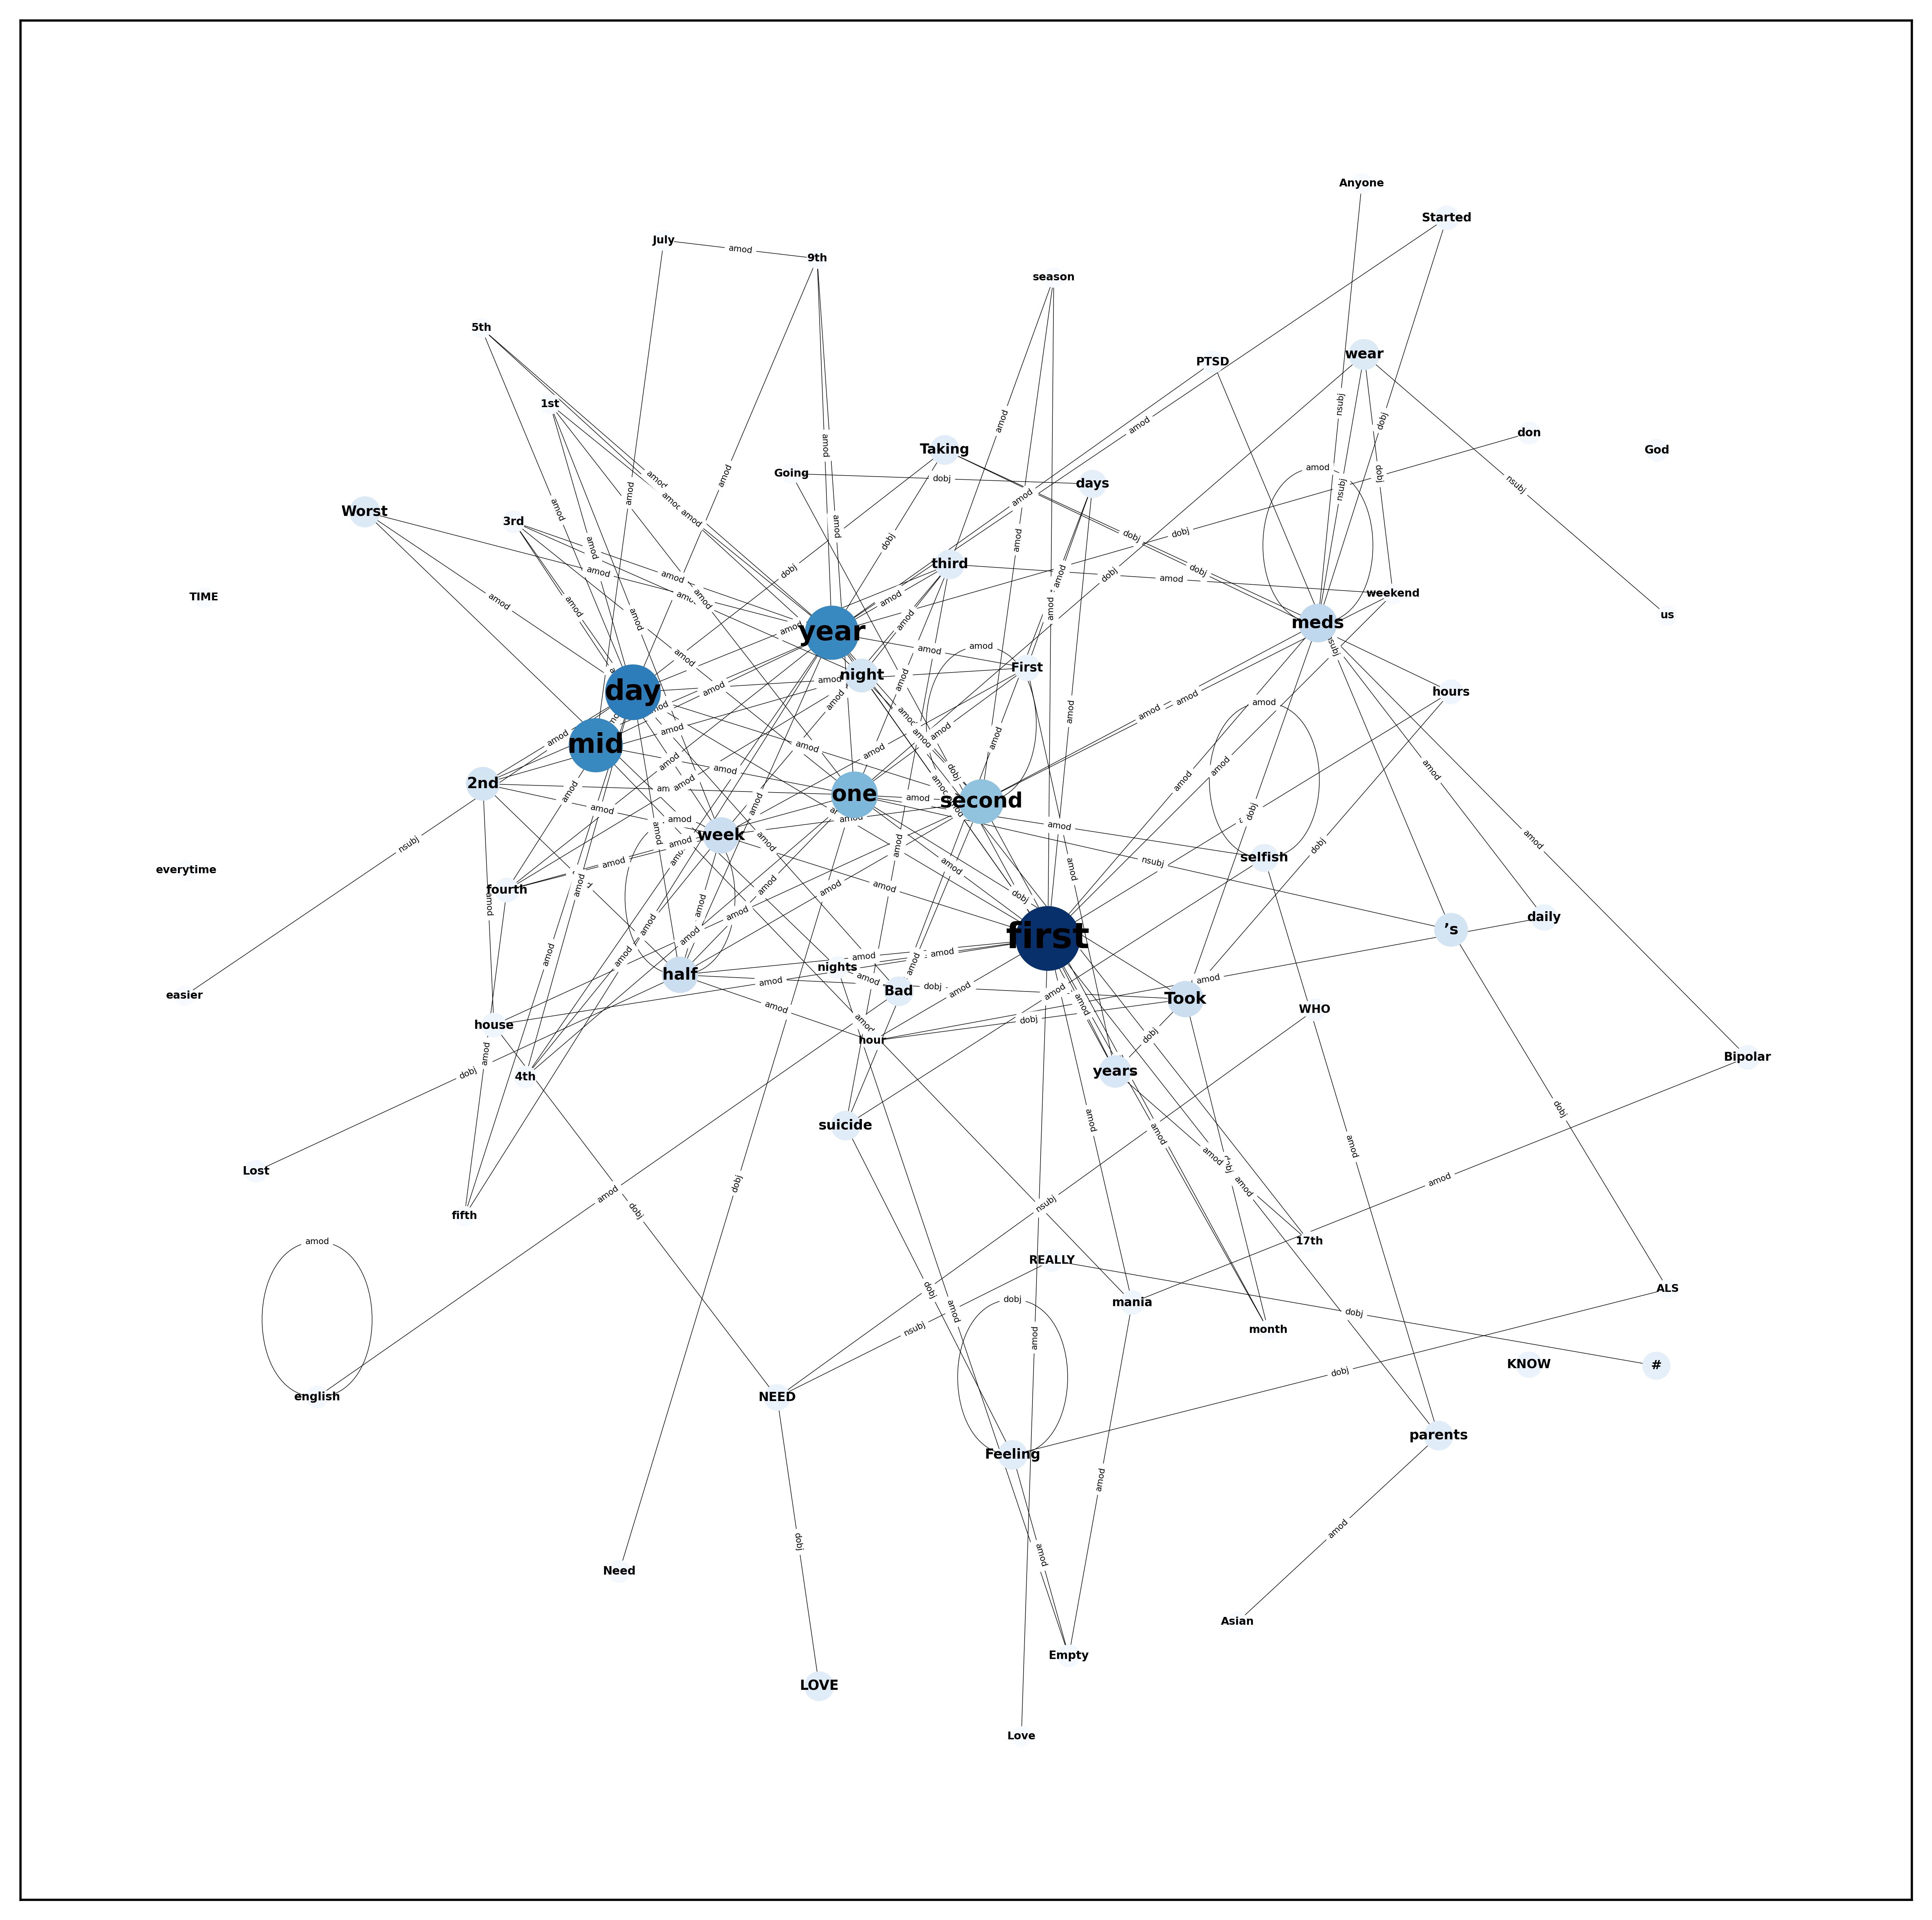 Anyone
Started
July
amod
9th
season
5th
PTSD
wear
1st
Taking
Going
dobj
days
don
God
Worst
3rd
third
weekend
TIME
us
year
meds
night
First
hours
day
mid
2nd
one
second
week
selfish
everytime
fourth
first
's
daily
half
nights
Bad
Took
easier
house
hour
WHO
4th
years
Bipolar
suicide
Lost
fifth
17th
REALLY
mania
month
ALS
KNOW
#
english
NEED
parents
Feeling
Need
Asian
Empty
LOVE
Love
nsubj
amod
dobj